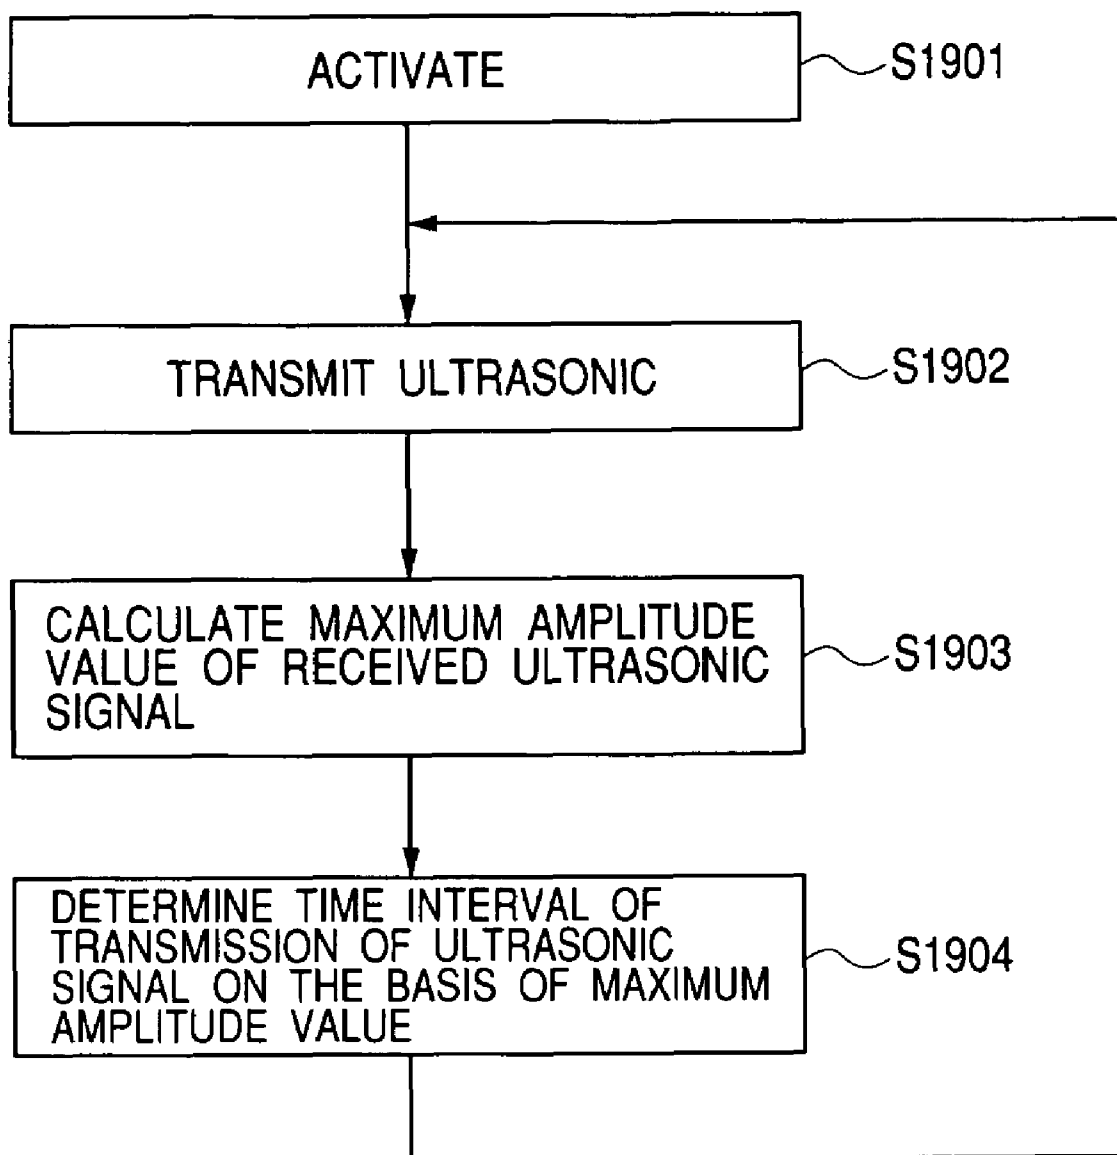 ACTIVATE
S1901
TRANSMIT ULTRASONIC
S1902
CALCULATE MAXIMUM AMPLITUDE
VALUE OF RECEIVED ULTRASONIC
SIGNAL
S1903
DETERMINE TIME INTERVAL OF
TRANSMISSION OF ULTRASONIC
SIGNAL ON THE BASIS OF MAXIMUM
AMPLITUDE VALUE
S1904